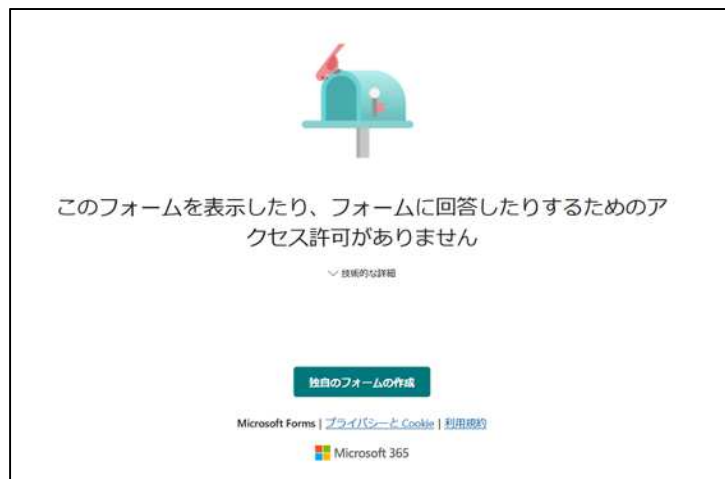 このフォームを表示したり、フォームに回答したりするためのア
クセス許可がありません
技術的な詳細
独自のフォームの作成
Microsoft Forms | プライバシーと Cookie | 利用規約
Microsoft 365